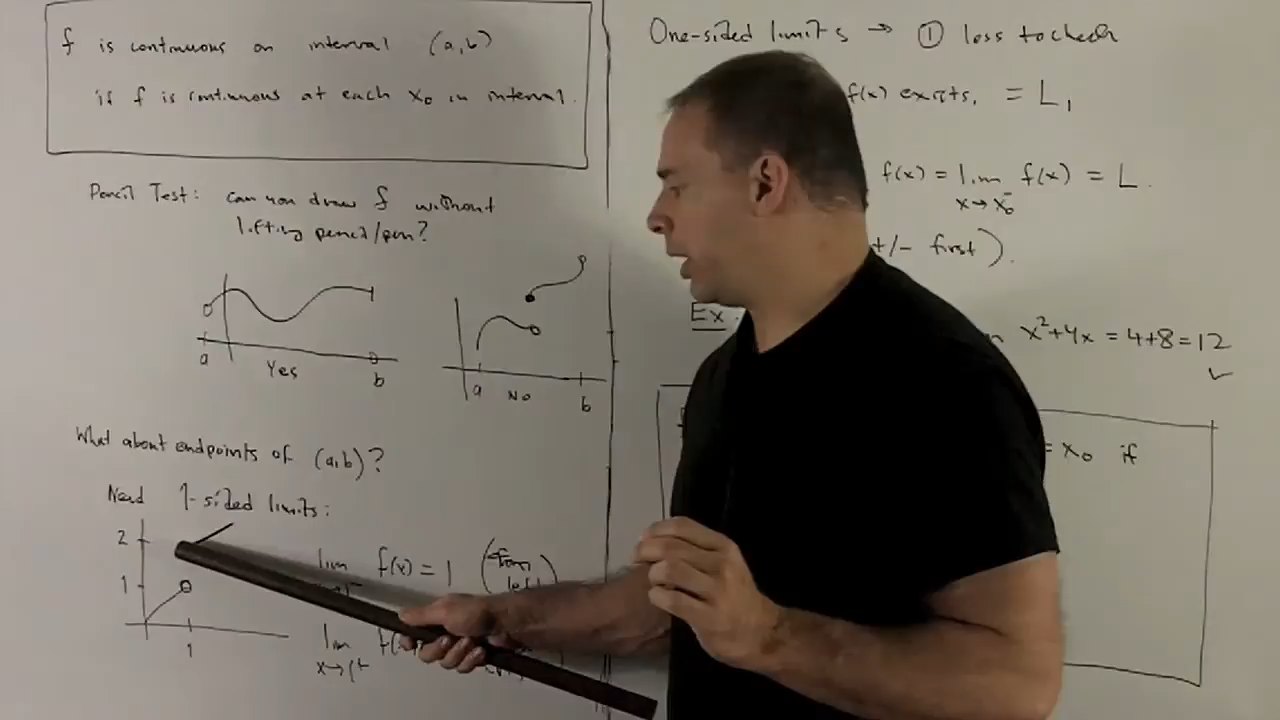 f is continuous on interval (a,b)
if f is continuous at each x₀ in interval.
Pencil Test: can you draw f without
lifting pencil/pen?
a
Yes
b
a
No
b
What about endpoints of (a,b)?
Need 1-sided limits:
2
1
1
lim f(x) = 1 (from
left)
lim f(
x→1⁺
One-sided limits → ① less to check
f(x) exists, = L₁
f(x) = lim f(x) = L.
x→x₀⁻
+/- first).
Ex.
x²+4x = 4+8 = 12
✓
= x₀ if